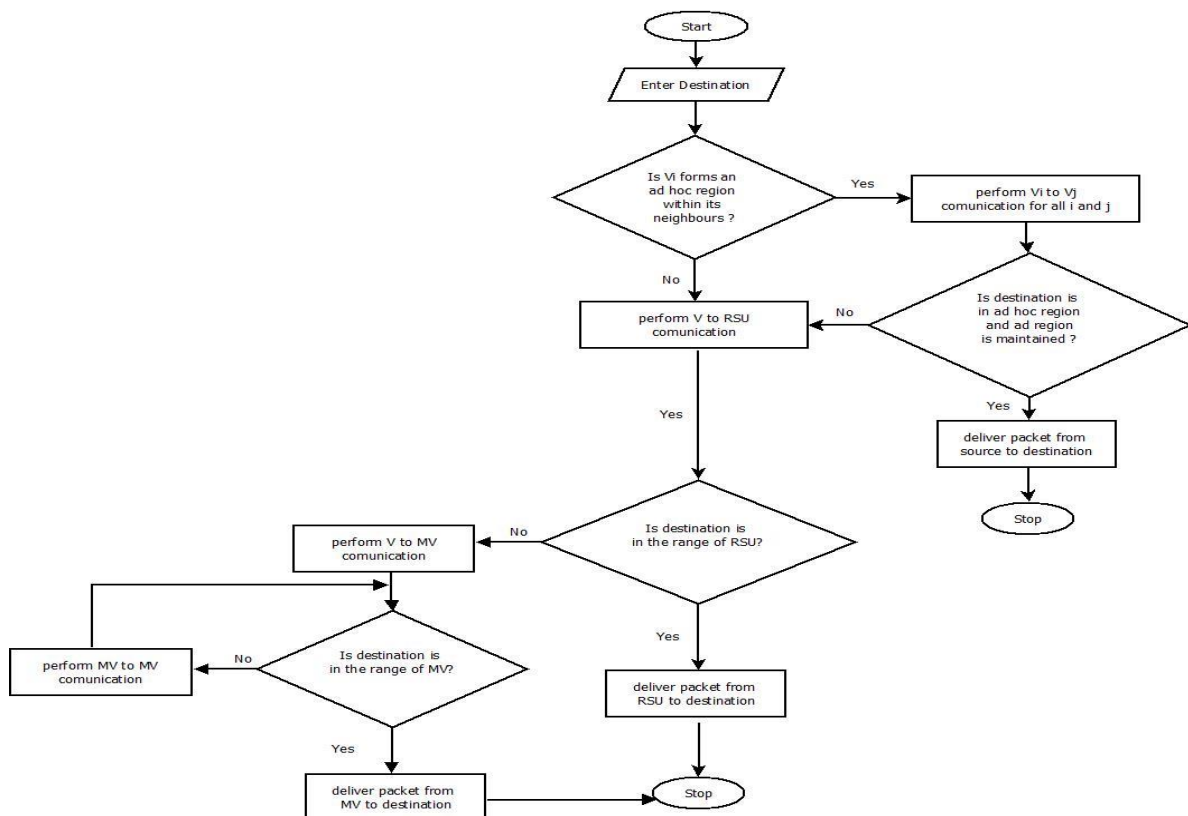 Start
Enter Destination
Is Vi forms an
ad hoc region
within its
neighbours ?
Yes
perform Vi to Vj
comunication for all i and j
No
perform V to RSU
comunication
No
Is destination is
in ad hoc region
and ad region
is maintained ?
Yes
Yes
deliver packet from
source to destination
Stop
Is destination is
in the range of RSU?
No
perform V to MV
comunication
Yes
Is destination is
in the range of MV?
No
perform MV to MV
comunication
deliver packet from
RSU to destination
Yes
deliver packet from
MV to destination
Stop